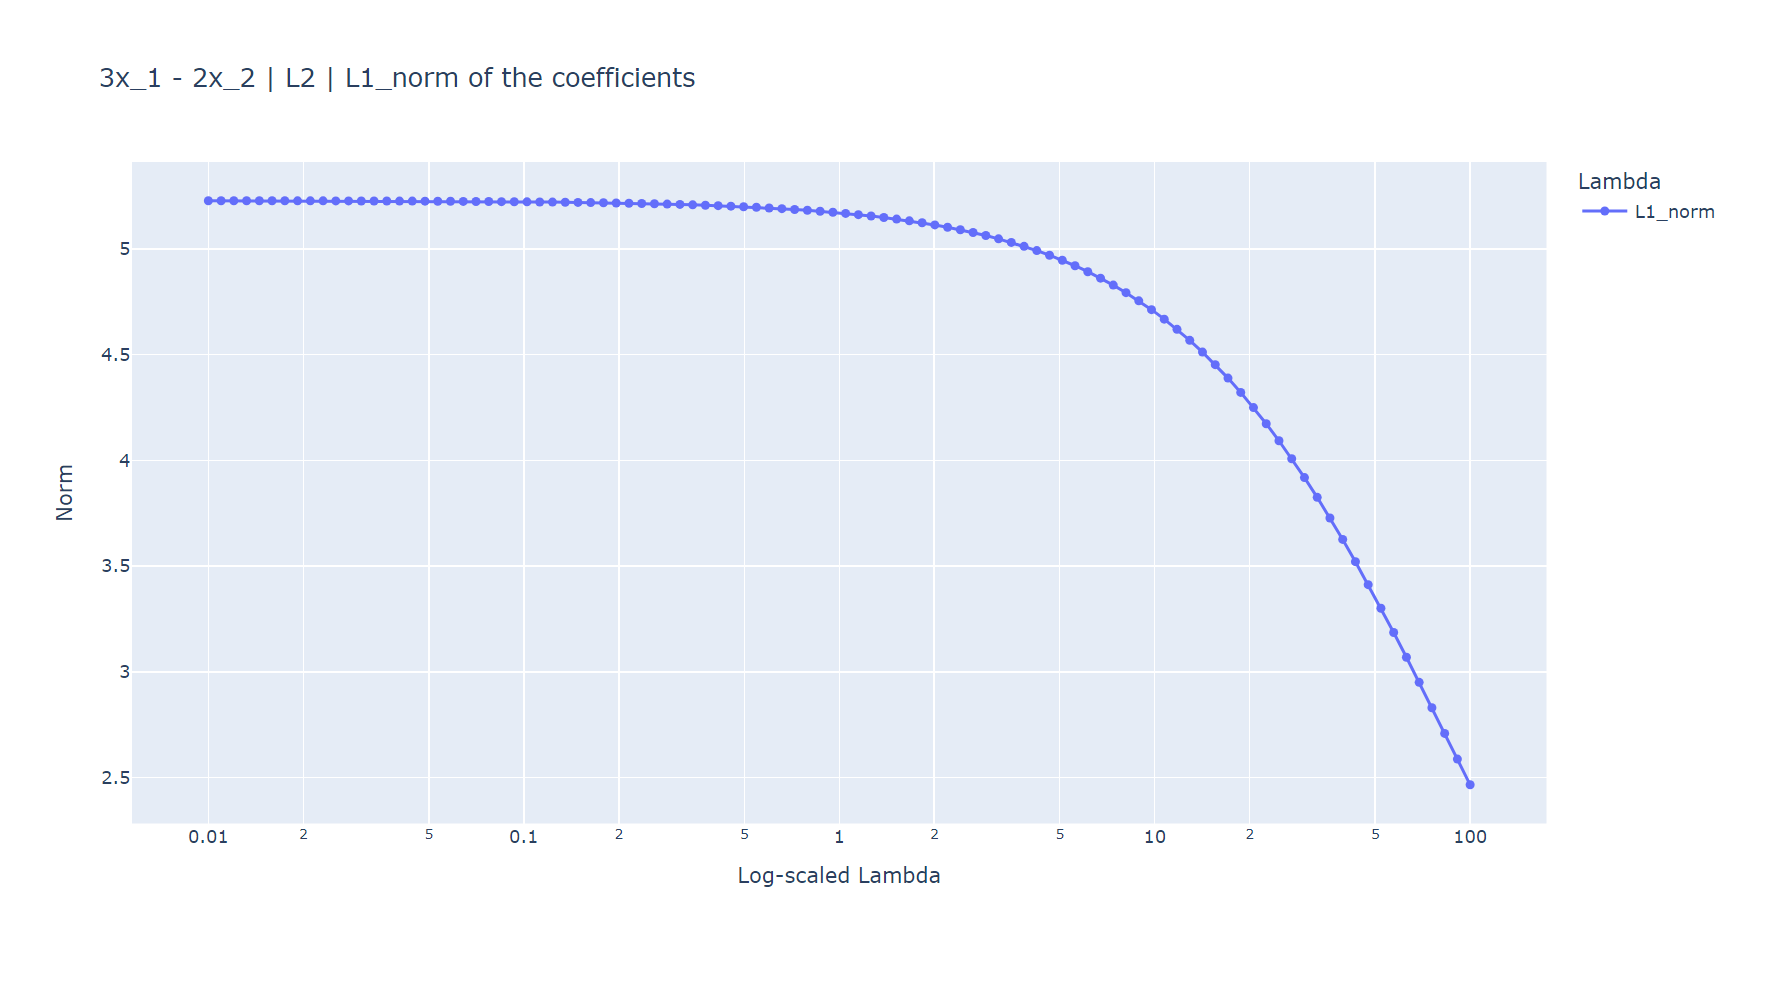 3x_1 - 2x_2 | L2 | L1_norm of the coefficients
Lambda
L1_norm
5
4.5
4
3.5
3
2.5
Norm
0.01 2 5 0.1 2 5 1 2 5 10 2 5 100
Log-scaled Lambda